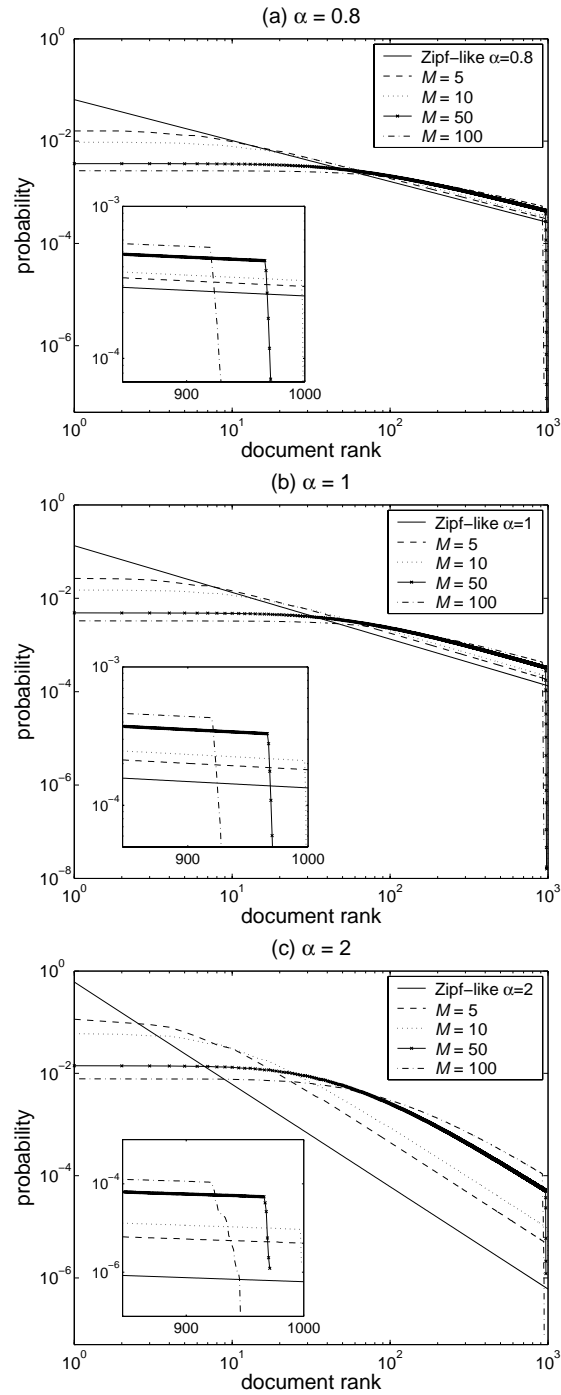 (a) α = 0.8
10^0
10^-2
10^-4
10^-6
probability
Zipf-like α=0.8
M = 5
M = 10
M = 50
M = 100
10^-3
10^-4
900
1000
10^0
10^1
10^2
10^3
document rank
(b) α = 1
10^0
10^-2
10^-4
10^-6
10^-8
probability
Zipf-like α=1
M = 5
M = 10
M = 50
M = 100
10^-3
10^-4
900
1000
10^0
10^1
10^2
10^3
document rank
(c) α = 2
10^0
10^-2
10^-4
10^-6
probability
Zipf-like α=2
M = 5
M = 10
M = 50
M = 100
10^-4
10^-6
900
1000
10^0
10^1
10^2
10^3
document rank